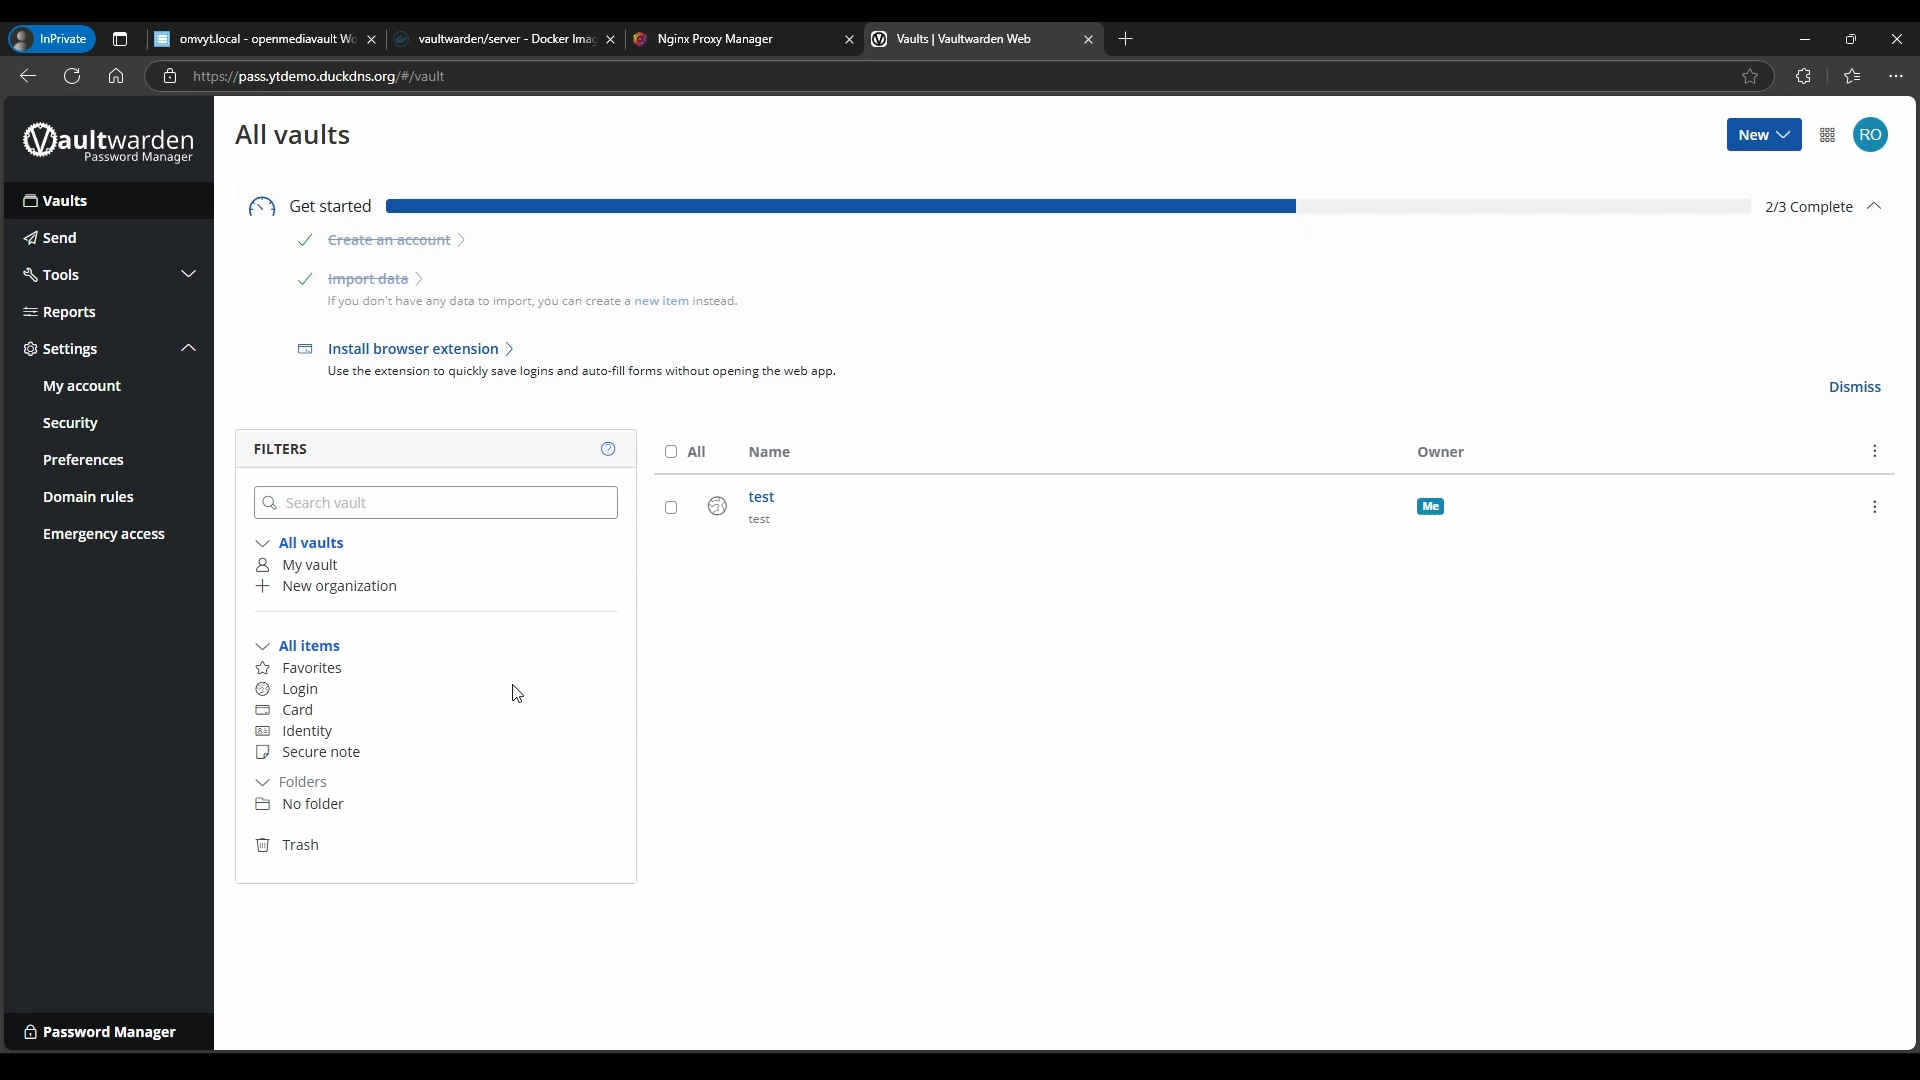 InPrivate
omvyt.local - openmediavault Wo
vaultwarden/server - Docker Imag
Nginx Proxy Manager
Vaults | Vaultwarden Web
https://pass.ytdemo.duckdns.org/#/vault
Vaultwarden
Password Manager
Vaults
Send
Tools
Reports
Settings
My account
Security
Preferences
Domain rules
Emergency access
Password Manager
All vaults
New
RO
Get started
2/3 Complete
Create an account
Import data
If you don't have any data to import, you can create a new item instead.
Install browser extension
Use the extension to quickly save logins and auto-fill forms without opening the web app.
Dismiss
FILTERS
Search vault
All vaults
My vault
New organization
All items
Favorites
Login
Card
Identity
Secure note
Folders
No folder
Trash
All Name Owner
test
Me
test